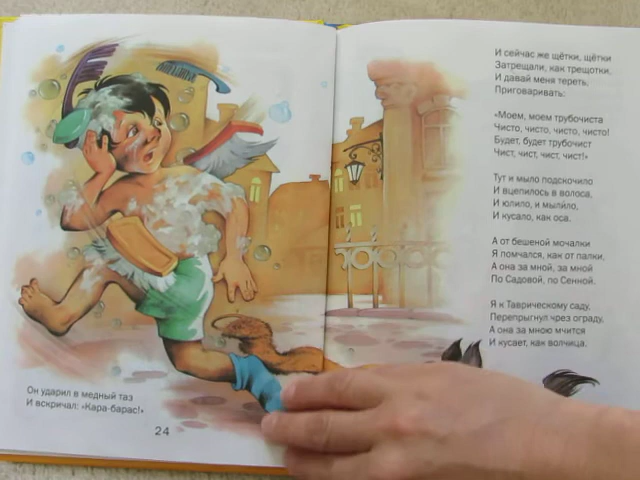 Он ударил в медный таз
И вскричал: «Кара-барас!»
24
И сейчас же щётки, щётки
Затрещали, как трещотки,
И давай меня тереть,
Приговаривать:
«Моем, моем трубочиста
Чисто, чисто, чисто, чисто!
Будет, будет трубочист
Чист, чист, чист, чист!»
Тут и мыло подскочило
И вцепилось в волоса,
И юлило, и мылило,
И кусало, как оса.
А от бешеной мочалки
Я помчался, как от палки,
А она за мной, за мной
По Садовой, по Сенной.
Я к Таврическому саду,
Перепрыгнул чрез ограду,
А она за мною мчится
И кусает, как волчица.